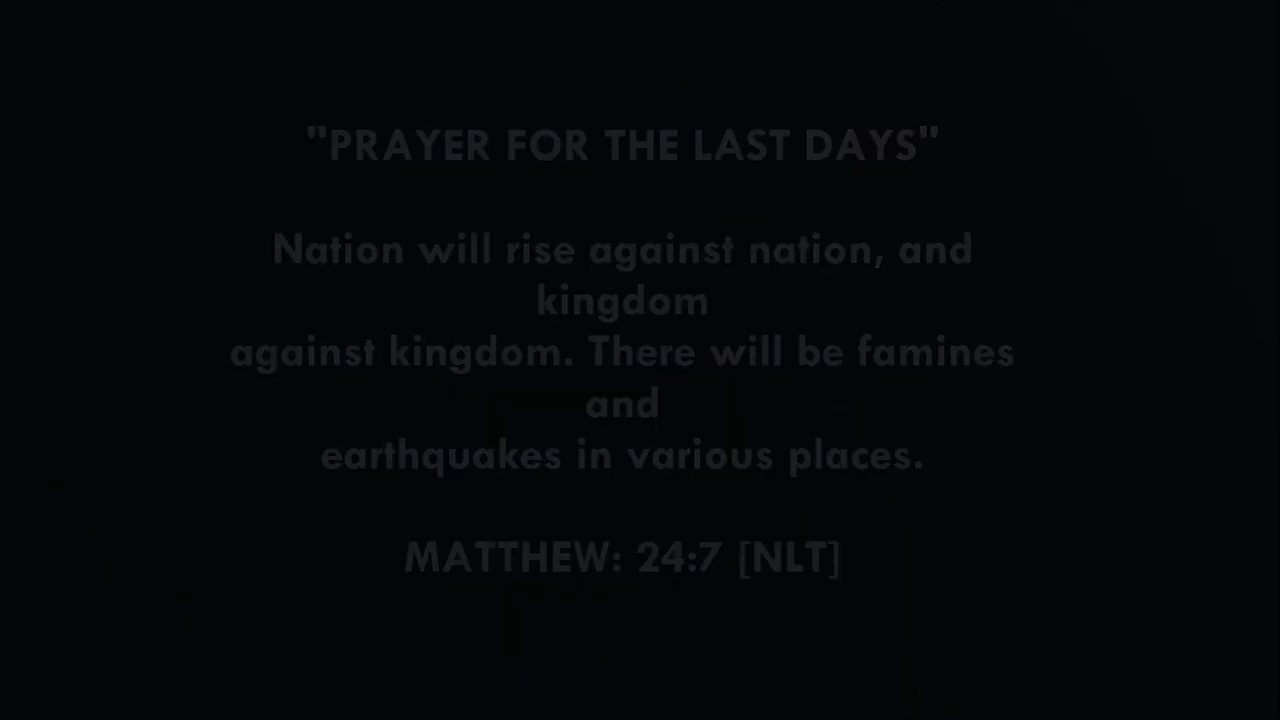 "PRAYER FOR THE LAST DAYS"
Nation will rise against nation, and
kingdom
against kingdom. There will be famines
and
earthquakes in various places.
MATTHEW: 24:7 [NLT]